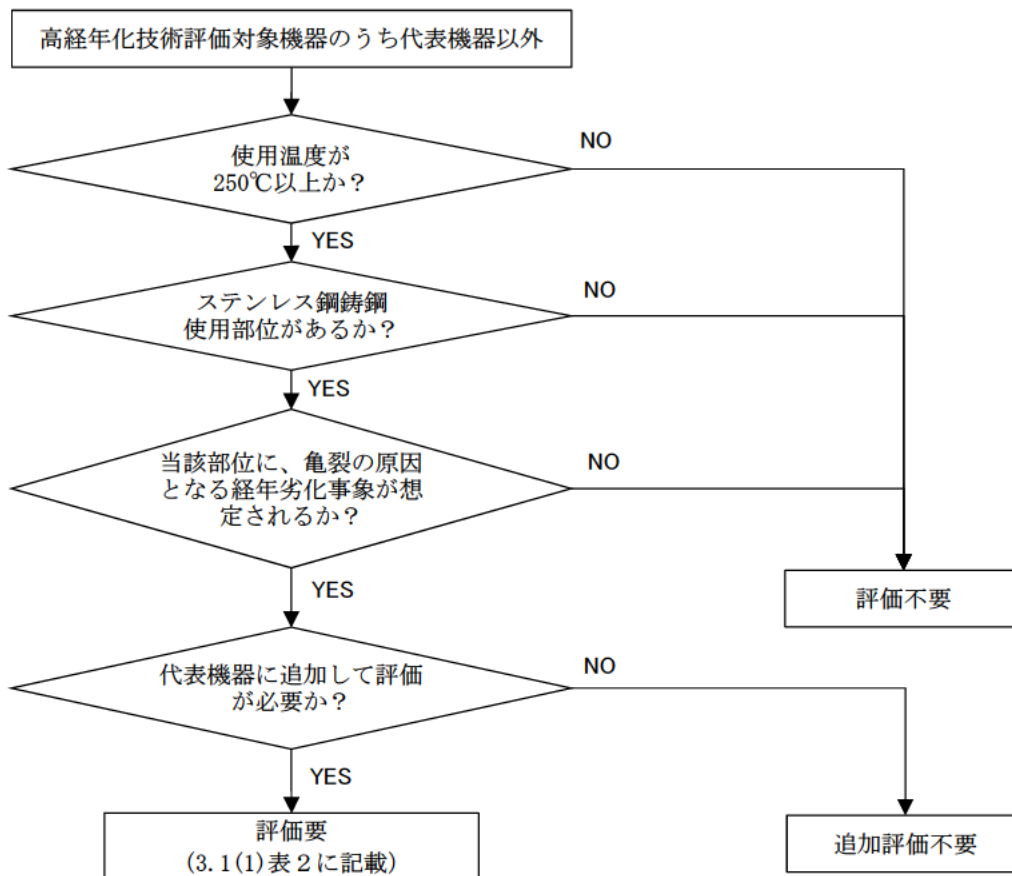 高経年化技術評価対象機器のうち代表機器以外
使用温度が
250℃以上か？
NO
YES
ステンレス鋼鋳鋼
使用部位があるか？
NO
YES
当該部位に、亀裂の原因
となる経年劣化事象が想
定されるか？
NO
YES
評価不要
代表機器に追加して評価
が必要か？
NO
YES
評価要
(3.1(1)表２に記載)
追加評価不要